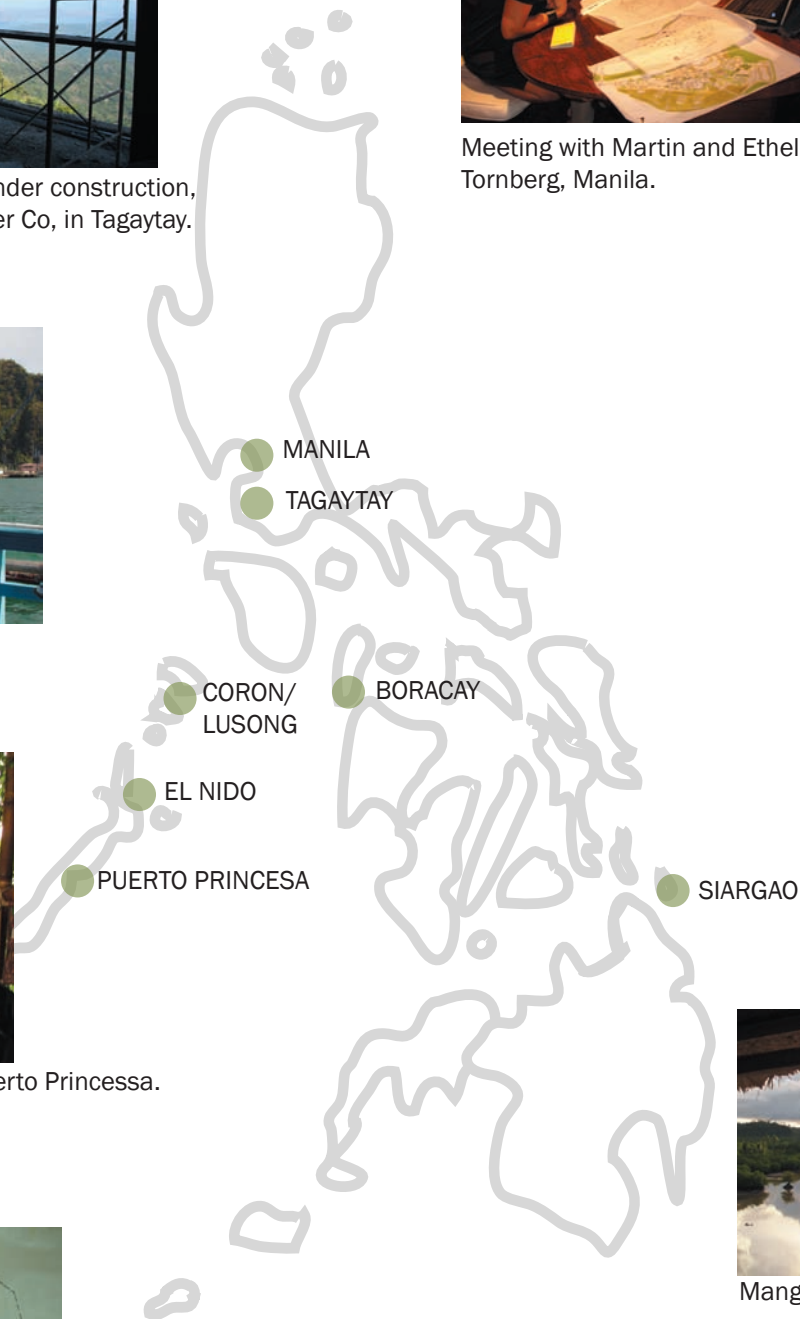 Meeting with Martin and Ethel
Tornberg, Manila.
nder construction,
er Co, in Tagaytay.
MANILA
TAGAYTAY
CORON/
LUSONG
BORACAY
EL NIDO
PUERTO PRINCESA
SIARGAO
erto Princessa.
Mang